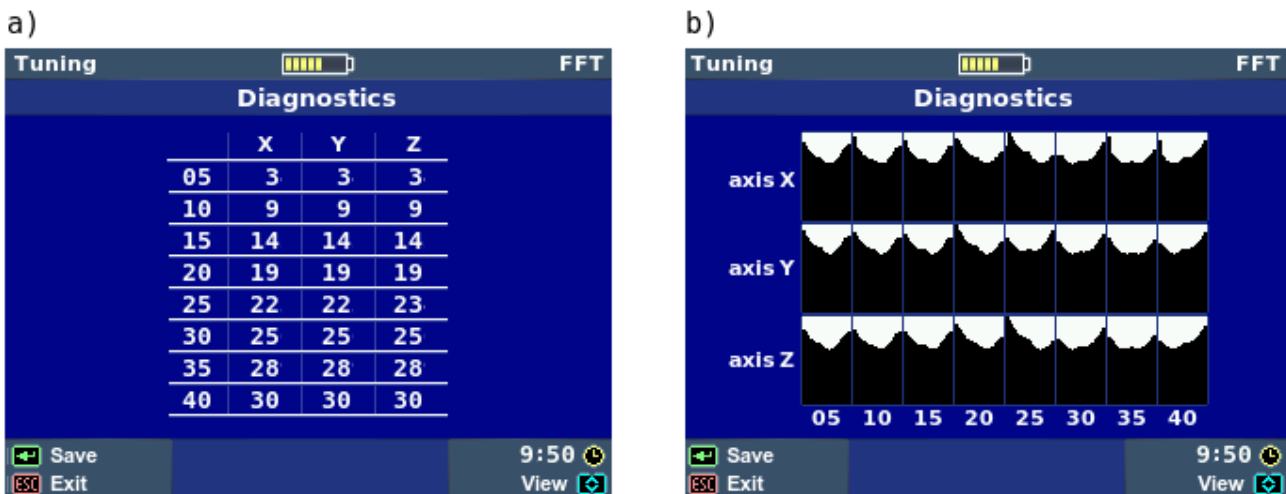 a)
Tuning FFT
Diagnostics
X Y Z
05 3 3 3
10 9 9 9
15 14 14 14
20 19 19 19
25 22 22 23
30 25 25 25
35 28 28 28
40 30 30 30
Save 9:50
ESC Exit View
b)
Tuning FFT
Diagnostics
axis X
axis Y
axis Z
05 10 15 20 25 30 35 40
Save 9:50
ESC Exit View